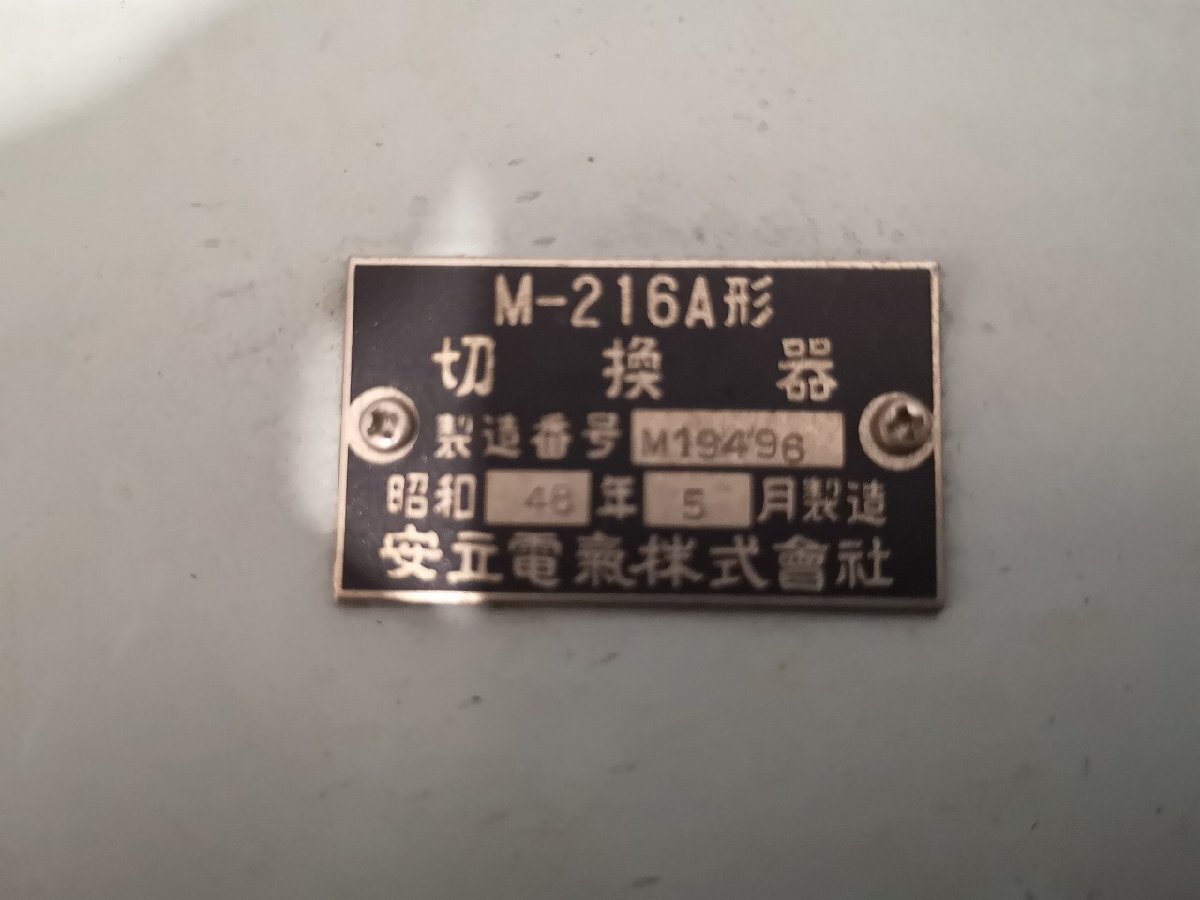 M-216A形
切換器
製造番号 M19496
昭和 48 年 5 月製造
安立電氣株式會社